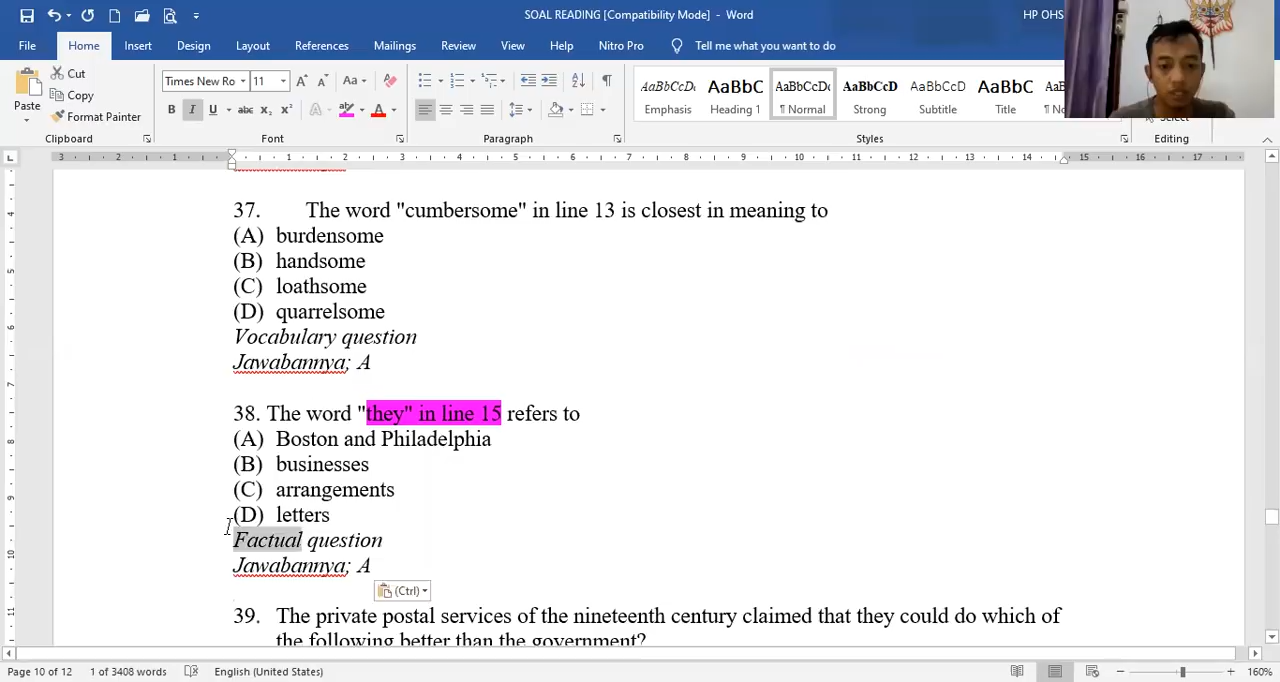 SOAL READING [Compatibility Mode] - Word
HP OHS
File Home Insert Design Layout References Mailings Review View Help Nitro Pro Tell me what you want to do
Paste
Cut
Copy
Format Painter
Clipboard
Times New Ro 11
Font
Paragraph
AaBbCcDc AaBbC AaBbCcDc AaBbCcDc AaBbCcDc AaBbC
Emphasis Heading 1 ¶ Normal Strong Subtitle Title ¶ No
Styles
Select
Editing
37. The word "cumbersome" in line 13 is closest in meaning to
(A) burdensome
(B) handsome
(C) loathsome
(D) quarrelsome
Vocabulary question
Jawabannya; A
38. The word "they" in line 15 refers to
(A) Boston and Philadelphia
(B) businesses
(C) arrangements
(D) letters
Factual question
Jawabannya; A
(Ctrl)
39. The private postal services of the nineteenth century claimed that they could do which of
the following better than the government?
Page 10 of 12 1 of 3408 words English (United States) 160%